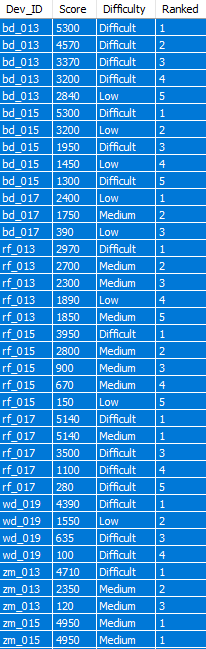 Dev_ID Score Difficulty Ranked
bd_013 5300 Difficult 1
bd_013 4570 Difficult 2
bd_013 3370 Difficult 3
bd_013 3200 Difficult 4
bd_013 2840 Low 5
bd_015 5300 Difficult 1
bd_015 3200 Low 2
bd_015 1950 Difficult 3
bd_015 1450 Low 4
bd_015 1300 Difficult 5
bd_017 2400 Low 1
bd_017 1750 Medium 2
bd_017 390 Low 3
rf_013 2970 Difficult 1
rf_013 2700 Medium 2
rf_013 2300 Medium 3
rf_013 1890 Low 4
rf_013 1850 Medium 5
rf_015 3950 Difficult 1
rf_015 2800 Medium 2
rf_015 900 Medium 3
rf_015 670 Medium 4
rf_015 150 Low 5
rf_017 5140 Difficult 1
rf_017 5140 Medium 1
rf_017 3500 Difficult 3
rf_017 1100 Difficult 4
rf_017 280 Difficult 5
wd_019 4390 Difficult 1
wd_019 1550 Low 2
wd_019 635 Difficult 3
wd_019 100 Difficult 4
zm_013 4710 Difficult 1
zm_013 2350 Medium 2
zm_013 120 Medium 3
zm_015 4950 Medium 1
zm_015 4950 Medium 1